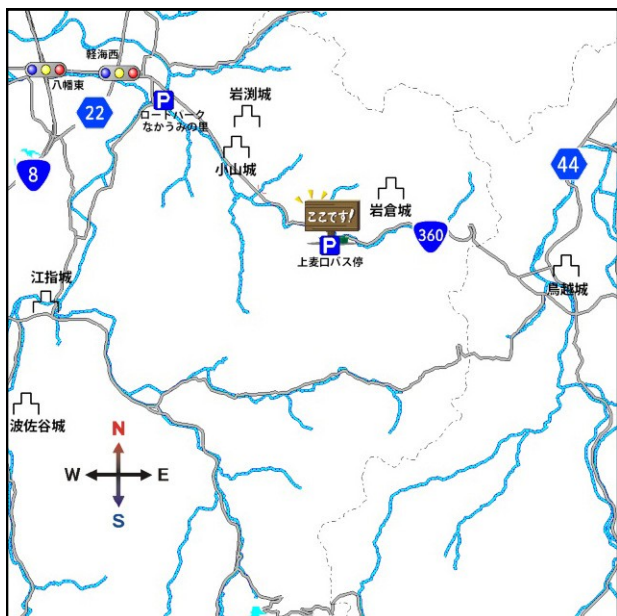 軽海西
八幡東
22
8
ロードパーク
なかうみの里
岩渕城
小山城
ここです!
上麦口バス停
岩倉城
360
44
鳥越城
江指城
波佐谷城
N
W
E
S
P
P